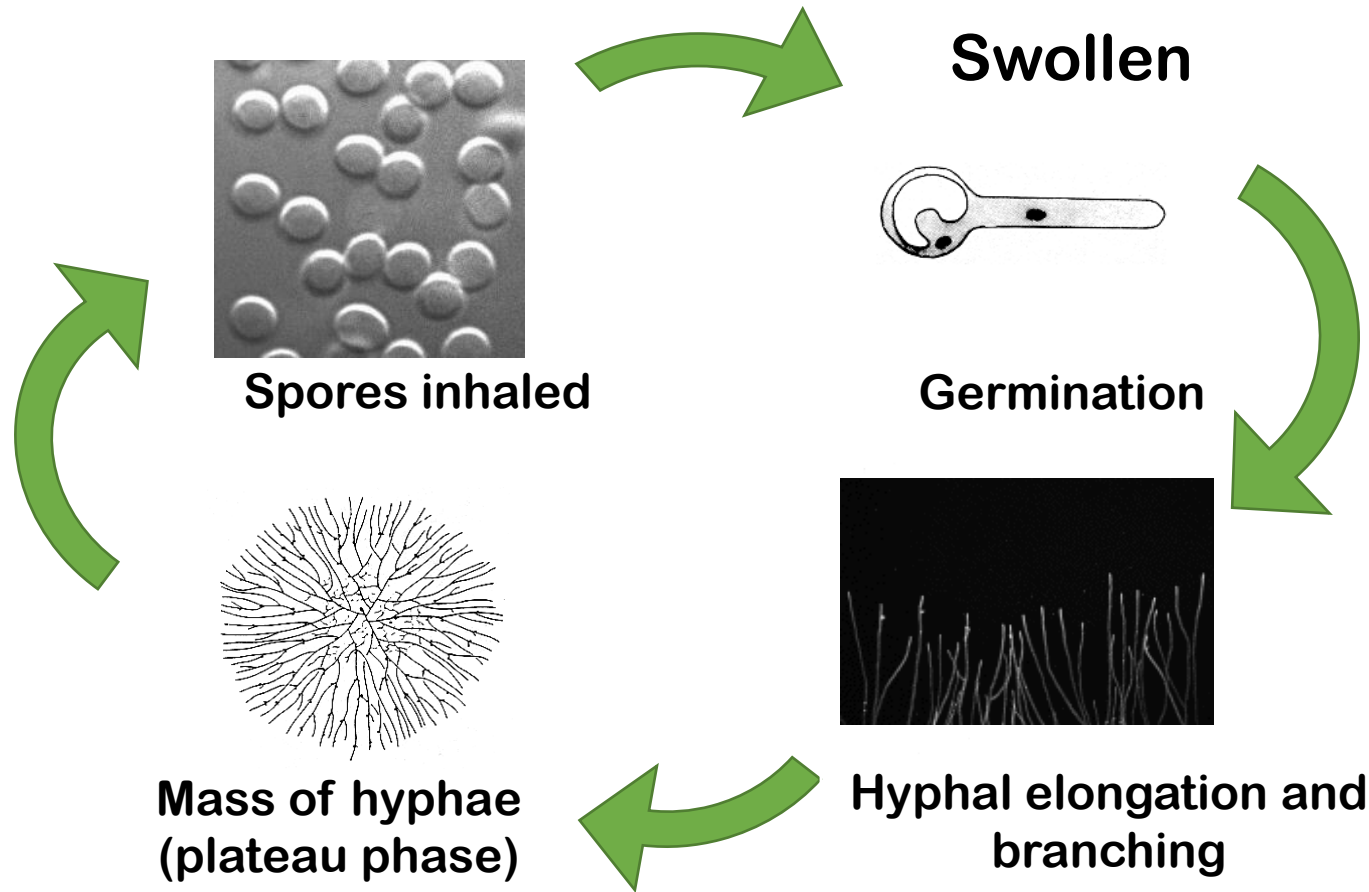 Swollen
Spores inhaled
Germination
Mass of hyphae
(plateau phase)
Hyphal elongation and
branching